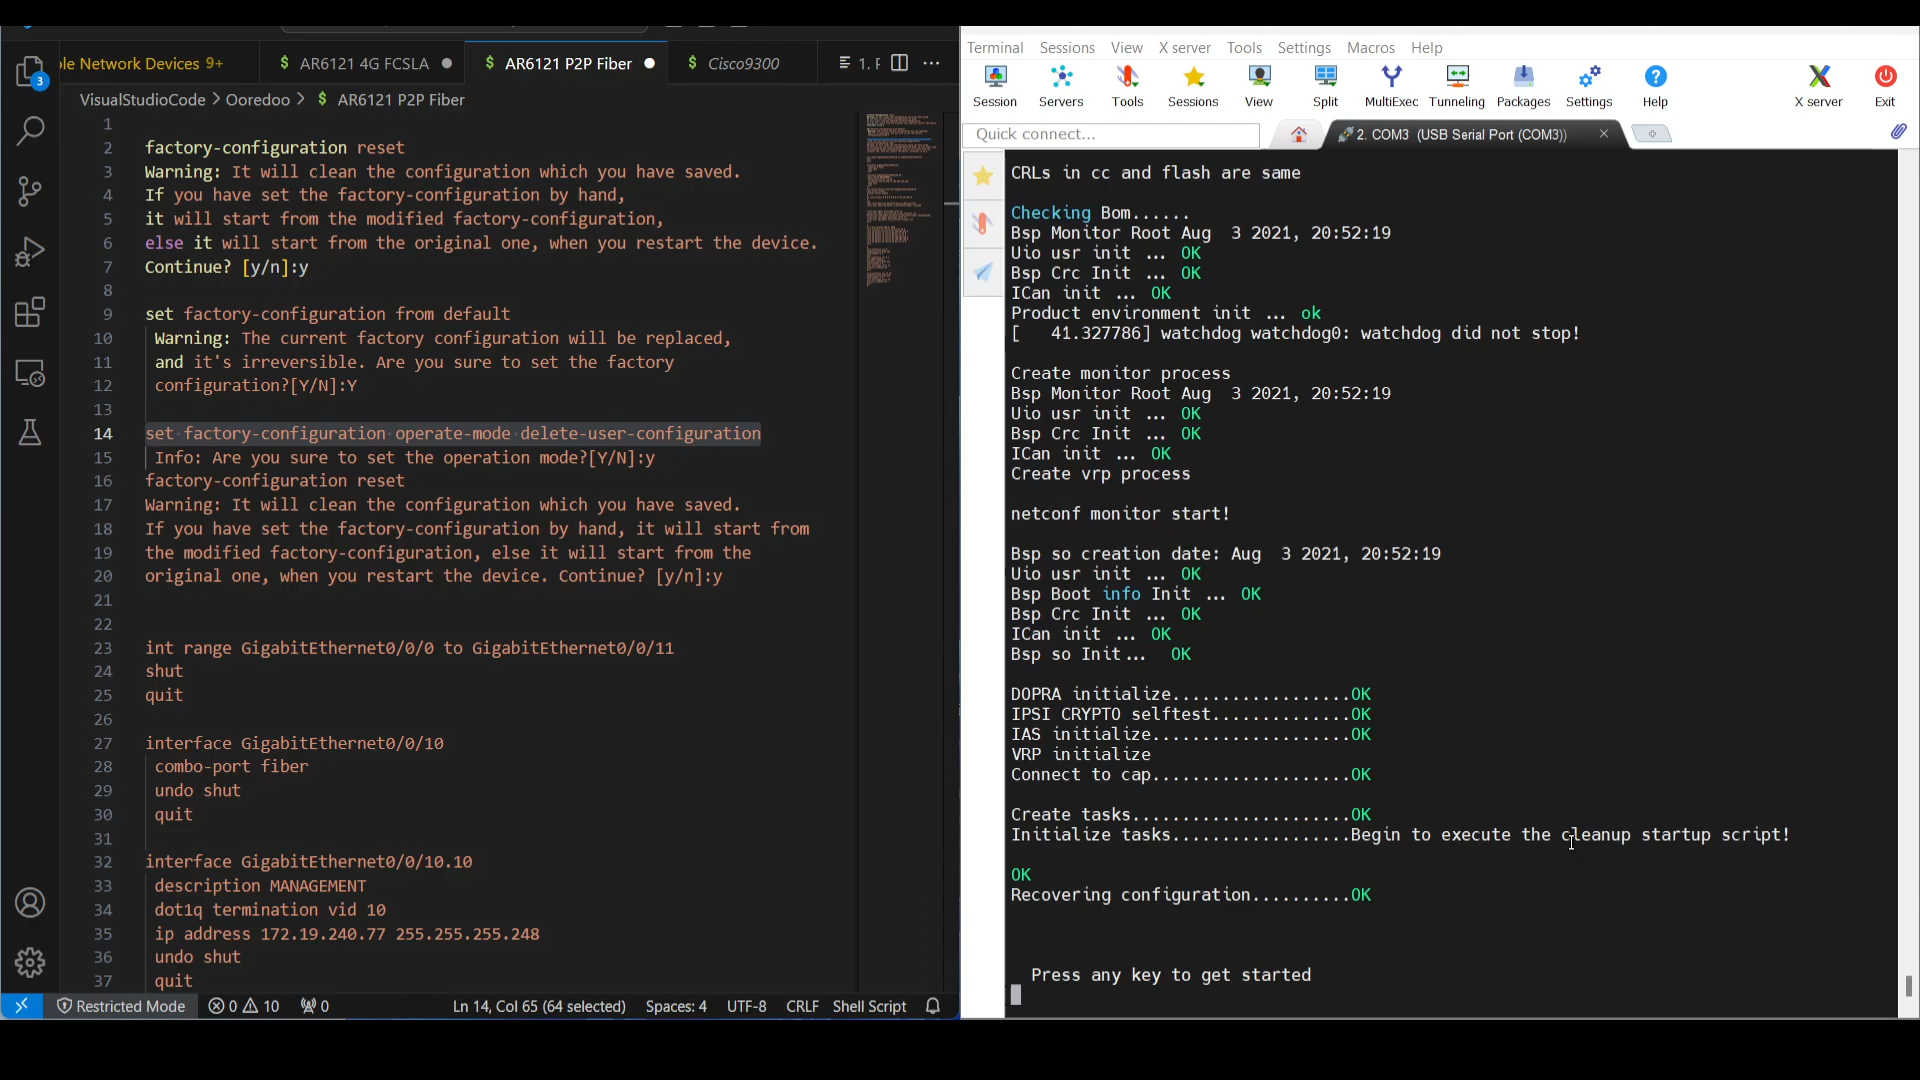 ple Network Devices 9+
AR6121 4G FCSLA
AR6121 P2P Fiber
Cisco9300
1.
VisualStudioCode > Ooredoo > $ AR6121 P2P Fiber
1
2 factory-configuration reset
3 Warning: It will clean the configuration which you have saved.
4 If you have set the factory-configuration by hand,
5 it will start from the modified factory-configuration,
6 else it will start from the original one, when you restart the device.
7 Continue? [y/n]:y
8
9 set factory-configuration from default
10 Warning: The current factory configuration will be replaced,
11 and it's irreversible. Are you sure to set the factory
12 configuration?[Y/N]:Y
13
14 set factory-configuration operate-mode delete-user-configuration
15 Info: Are you sure to set the operation mode?[Y/N]:y
16 factory-configuration reset
17 Warning: It will clean the configuration which you have saved.
18 If you have set the factory-configuration by hand, it will start from
19 the modified factory-configuration, else it will start from the
20 original one, when you restart the device. Continue? [y/n]:y
21
22
23 int range GigabitEthernet0/0/0 to GigabitEthernet0/0/11
24 shut
25 quit
26
27 interface GigabitEthernet0/0/10
28 combo-port fiber
29 undo shut
30 quit
31
32 interface GigabitEthernet0/0/10.10
33 description MANAGEMENT
34 dot1q termination vid 10
35 ip address 172.19.240.77 255.255.255.248
36 undo shut
37 quit
3
Restricted Mode 0 10 0 Ln 14, Col 65 (64 selected) Spaces: 4 UTF-8 CRLF Shell Script
Terminal Sessions View X server Tools Settings Macros Help
Session Servers Tools Sessions View Split MultiExec Tunneling Packages Settings Help X server Exit
Quick connect...
2. COM3 (USB Serial Port (COM3))
CRLs in cc and flash are same
Checking Bom......
Bsp Monitor Root Aug  3 2021, 20:52:19
Uio usr init ... OK
Bsp Crc Init ... OK
ICan init ... OK
Product environment init ... ok
[   41.327786] watchdog watchdog0: watchdog did not stop!
Create monitor process
Bsp Monitor Root Aug  3 2021, 20:52:19
Uio usr init ... OK
Bsp Crc Init ... OK
ICan init ... OK
Create vrp process
netconf monitor start!
Bsp so creation date: Aug  3 2021, 20:52:19
Uio usr init ... OK
Bsp Boot info Init ... OK
Bsp Crc Init ... OK
ICan init ... OK
Bsp so Init... OK
DOPRA initialize..................OK
IPSI CRYPTO selftest..............OK
IAS initialize....................OK
VRP initialize
Connect to cap....................OK
Create tasks......................OK
Initialize tasks..................Begin to execute the cleanup startup script!
OK
Recovering configuration..........OK
Press any key to get started